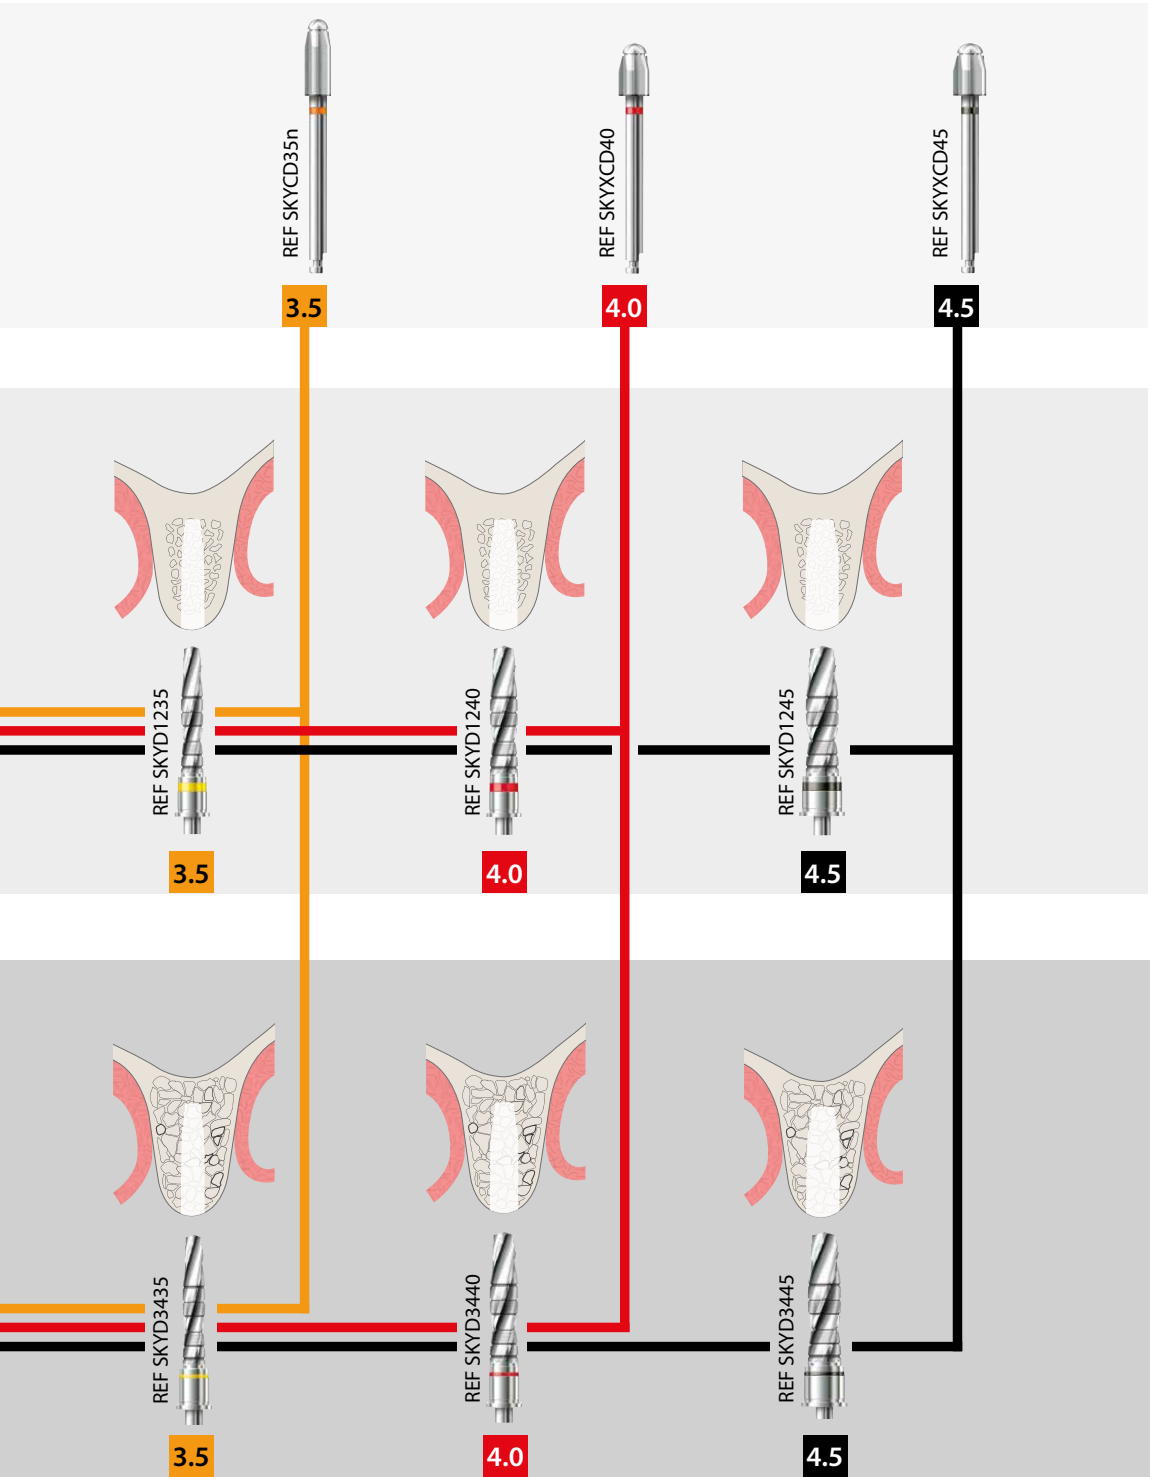 REF SKYCD35n
REF SKYXCD40
REF SKYXCD45
3.5
4.0
4.5
REF SKYD1235
REF SKYD1240
REF SKYD1245
3.5
4.0
4.5
REF SKYD3435
REF SKYD3440
REF SKYD3445
3.5
4.0
4.5